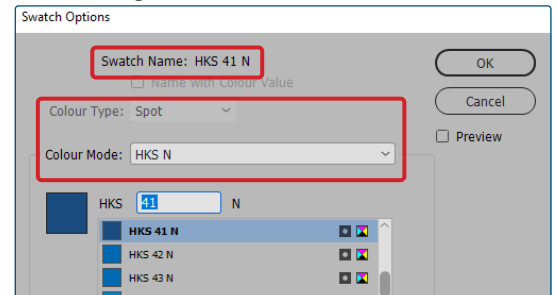 Swatch Options
Swatch Name: HKS 41 N
Name with Colour Value
OK
Colour Type: Spot
Cancel
Preview
Colour Mode: HKS N
HKS 41 N
HKS 41 N
HKS 42 N
HKS 43 N